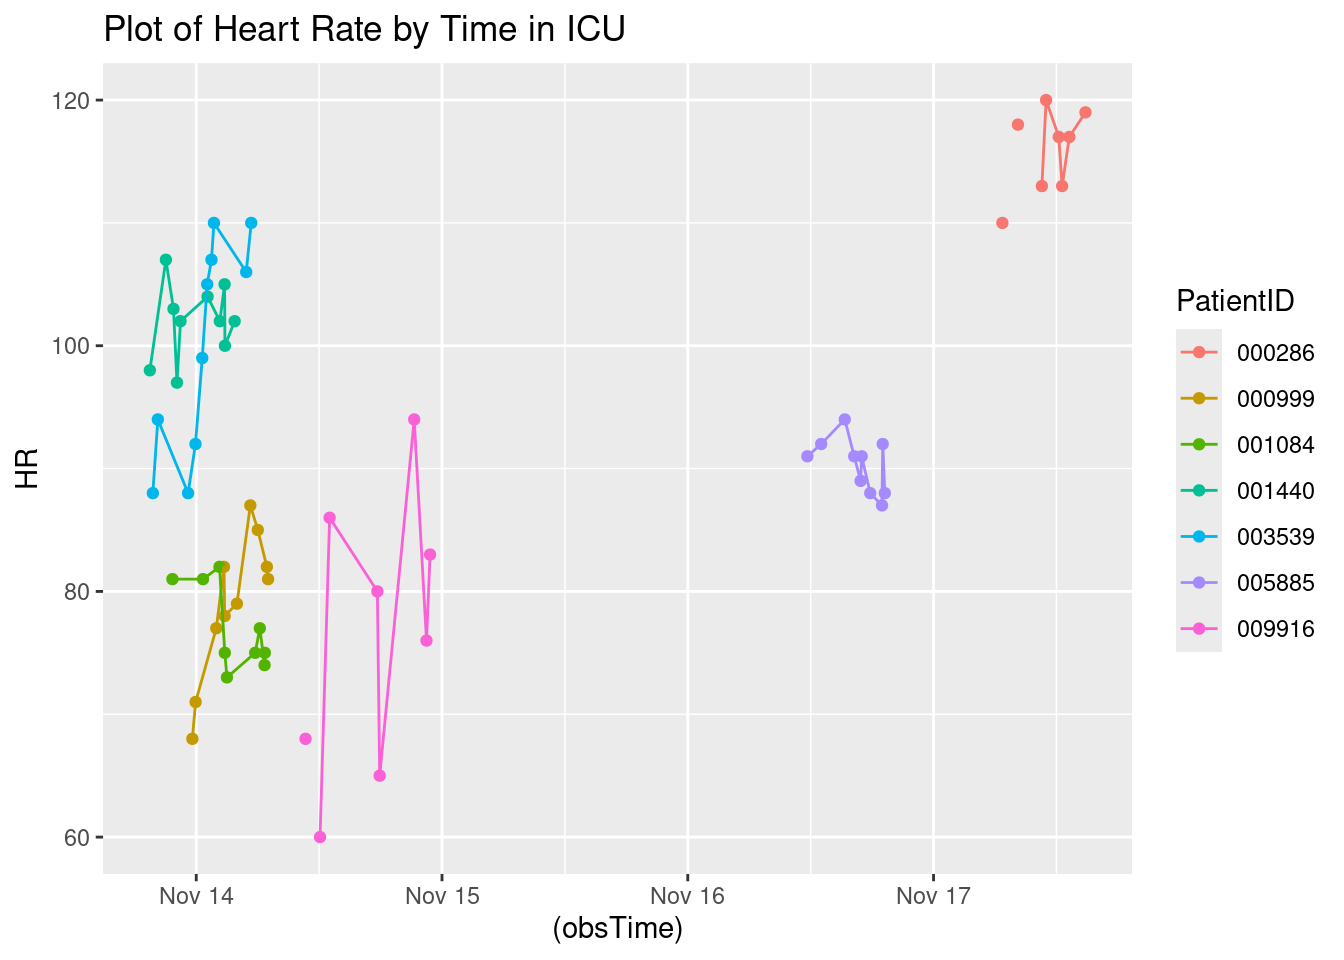 Plot of Heart Rate by Time in ICU
HR
120
100
80
60
Nov 14
Nov 15
Nov 16
Nov 17
(obsTime)
PatientID
000286
000999
001084
001440
003539
005885
009916